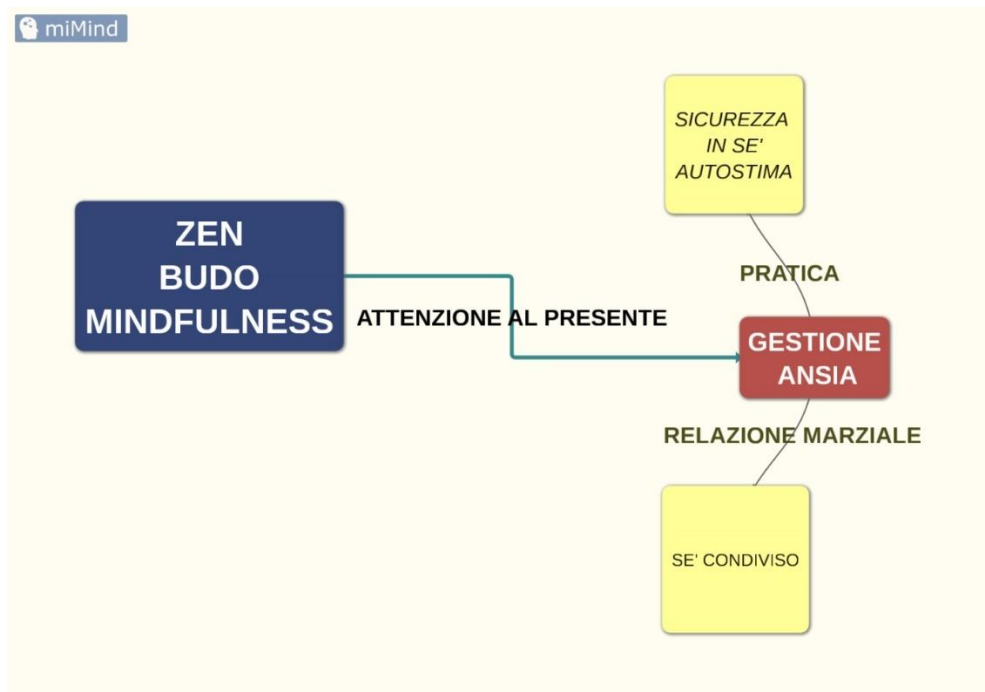 miMind
SICUREZZA
IN SE'
AUTOSTIMA
ZEN
BUDO
MINDFULNESS
PRATICA
ATTENZIONE AL PRESENTE
GESTIONE
ANSIA
RELAZIONE MARZIALE
SE' CONDIVISO